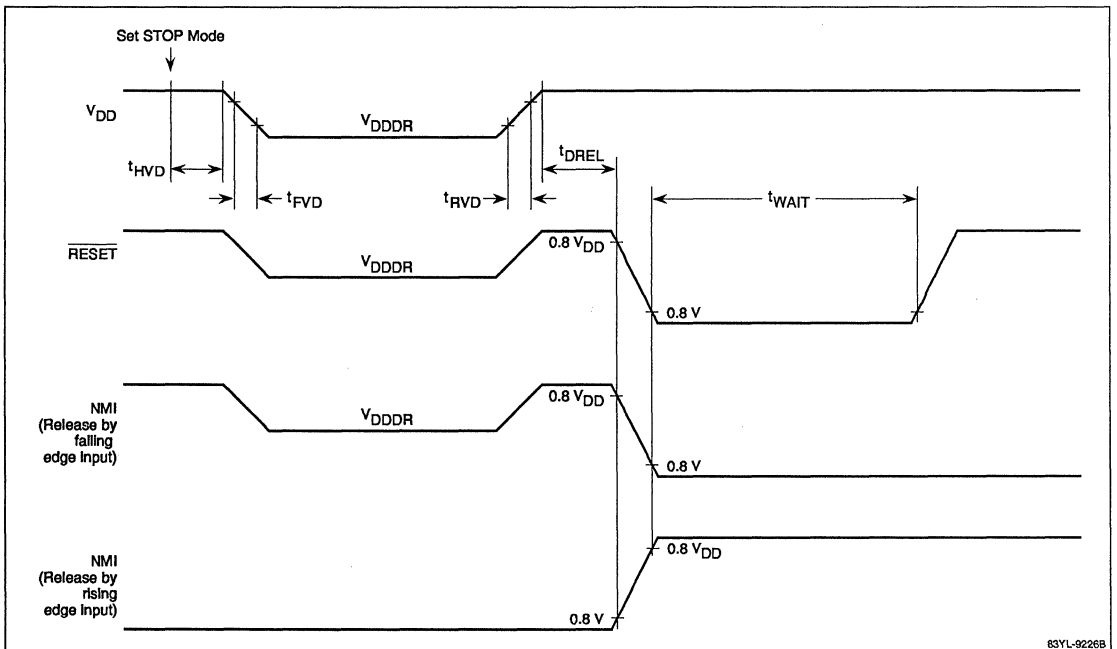 Set STOP Mode
VDD
VDDDR
tHVD
tFVD
tRVD
tDREL
tWAIT
RESET
VDDDR
0.8 VDD
0.8 V
NMI
(Release by
falling
edge input)
VDDDR
0.8 VDD
0.8 V
NMI
(Release by
rising
edge input)
0.8 VDD
0.8 V
83YL-9226B